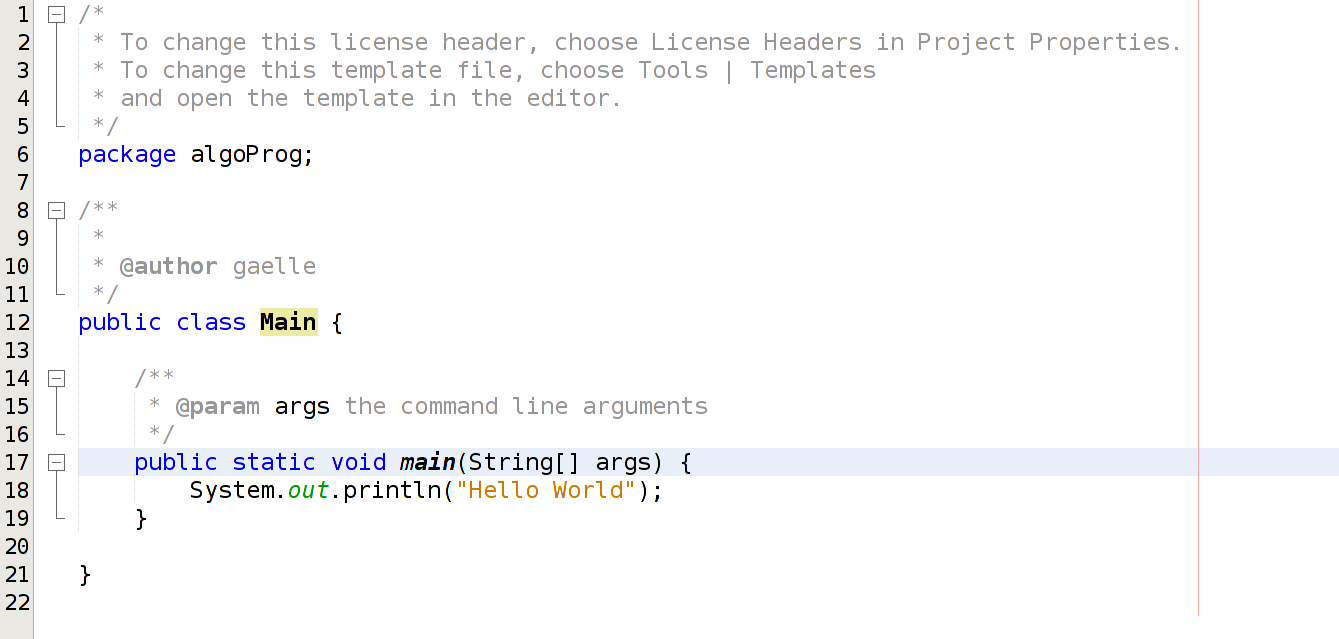 1 /*
2  * To change this license header, choose License Headers in Project Properties.
3  * To change this template file, choose Tools | Templates
4  * and open the template in the editor.
5  */
6 package algoProg;
7
8 /**
9  *
10  * @author gaelle
11  */
12 public class Main {
13
14     /**
15      * @param args the command line arguments
16      */
17     public static void main(String[] args) {
18         System.out.println("Hello World");
19     }
20
21 }
22